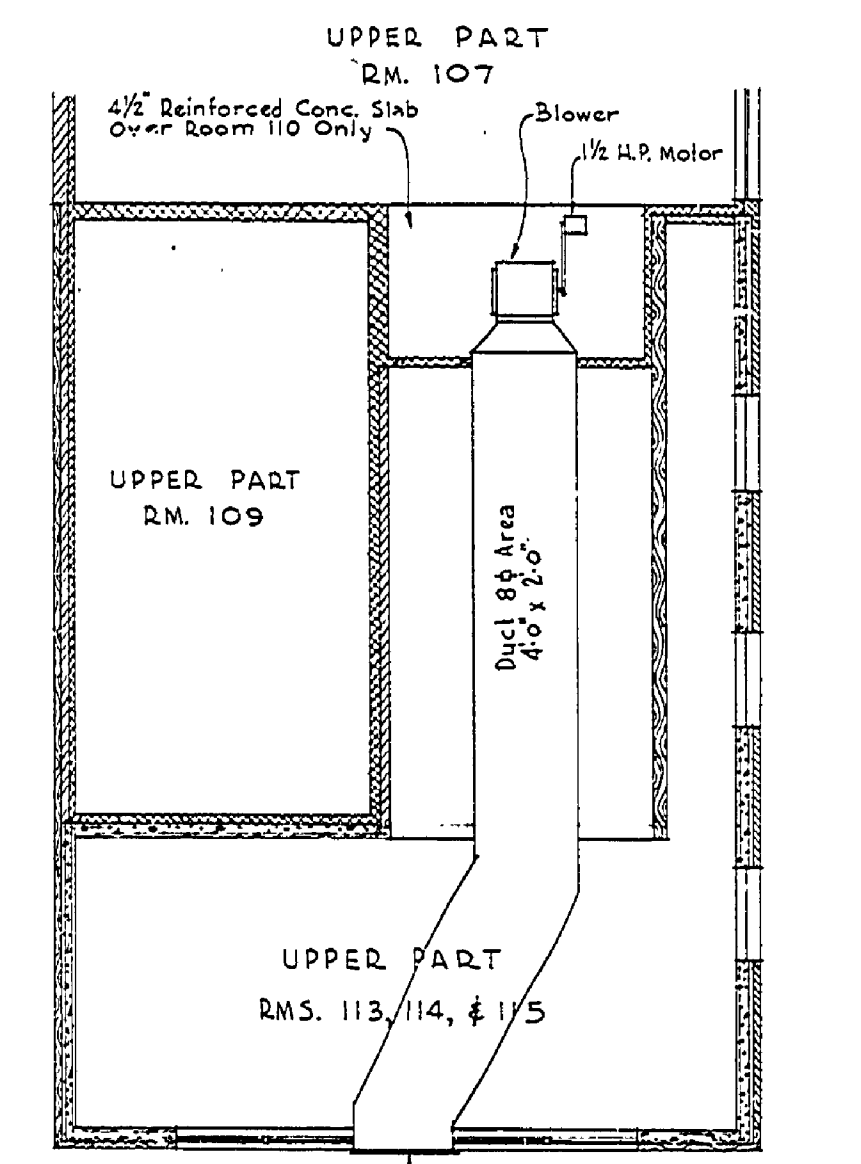 UPPER PART
RM. 107
4½" Reinforced Conc. Slab
Over Room 110 Only
Blower
1½ H.P. Motor
UPPER PART
RM. 109
Duct 8ф Area
4'-0" x 2'-0"
UPPER PART
RMS. 113, 114, & 115